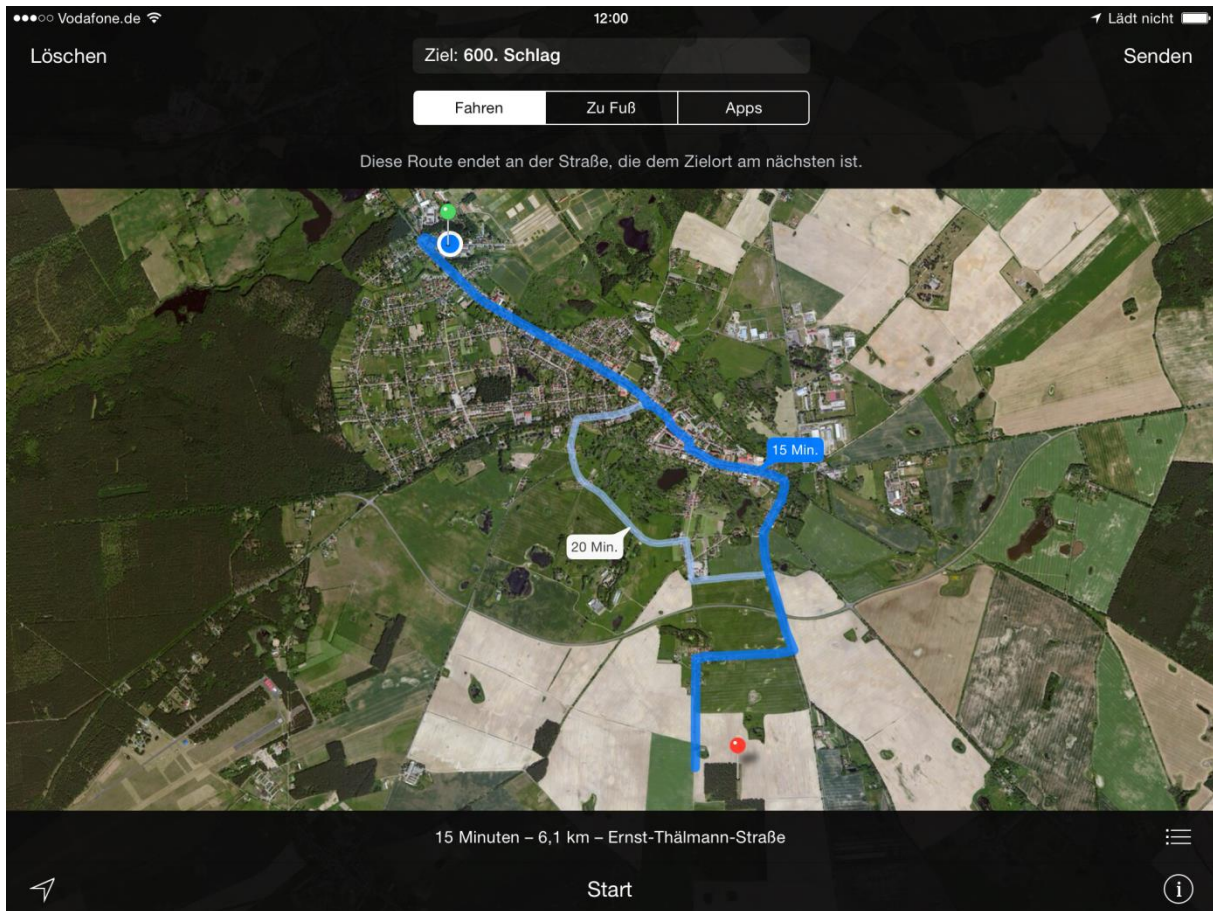 Vodafone.de 12:00 Lädt nicht
Löschen Ziel: 600. Schlag Senden
Fahren Zu Fuß Apps
Diese Route endet an der Straße, die dem Zielort am nächsten ist.
15 Min.
20 Min.
15 Minuten – 6,1 km – Ernst-Thälmann-Straße
Start